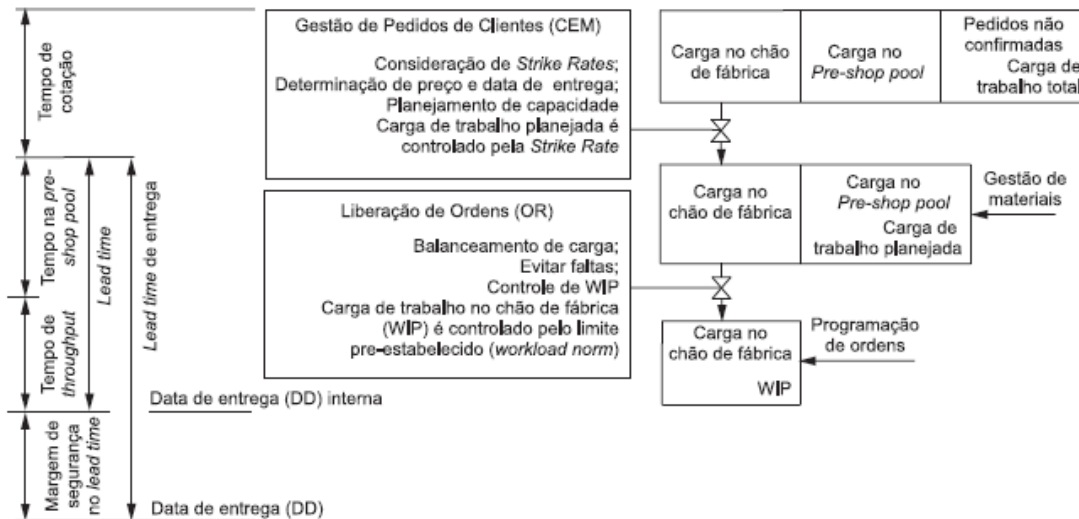 Tempo de
cotação
Tempo na pre-
shop pool
Tempo de
throughput
Lead time
Lead time de entrega
Margem de
segurança
no lead time
Gestão de Pedidos de Clientes (CEM)
Consideração de Strike Rates;
Determinação de preço e data de entrega;
Planejamento de capacidade
Carga de trabalho planejada é
controlado pela Strike Rate
Liberação de Ordens (OR)
Balanceamento de carga;
Evitar faltas;
Controle de WIP
Carga de trabalho no chão de fábrica
(WIP) é controlado pelo limite
pre-estabelecido (workload norm)
Data de entrega (DD) interna
Data de entrega (DD)
Carga no chão
de fábrica
Carga no
Pre-shop pool
Pedidos não
confirmadas
Carga de
trabalho total
Carga no
chão de fábrica
Carga no
Pre-shop pool
Carga de
trabalho planejada
Gestão de
materiais
Carga no
chão de fábrica
WIP
Programação
de ordens